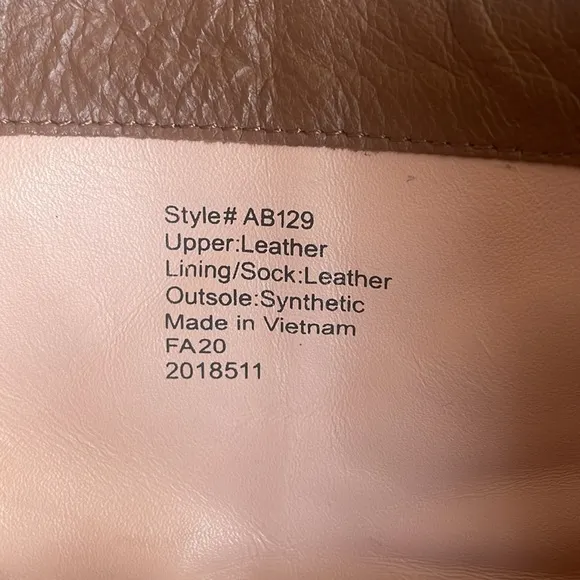 Style# AB129
Upper:Leather
Lining/Sock:Leather
Outsole:Synthetic
Made in Vietnam
FA20
2018511